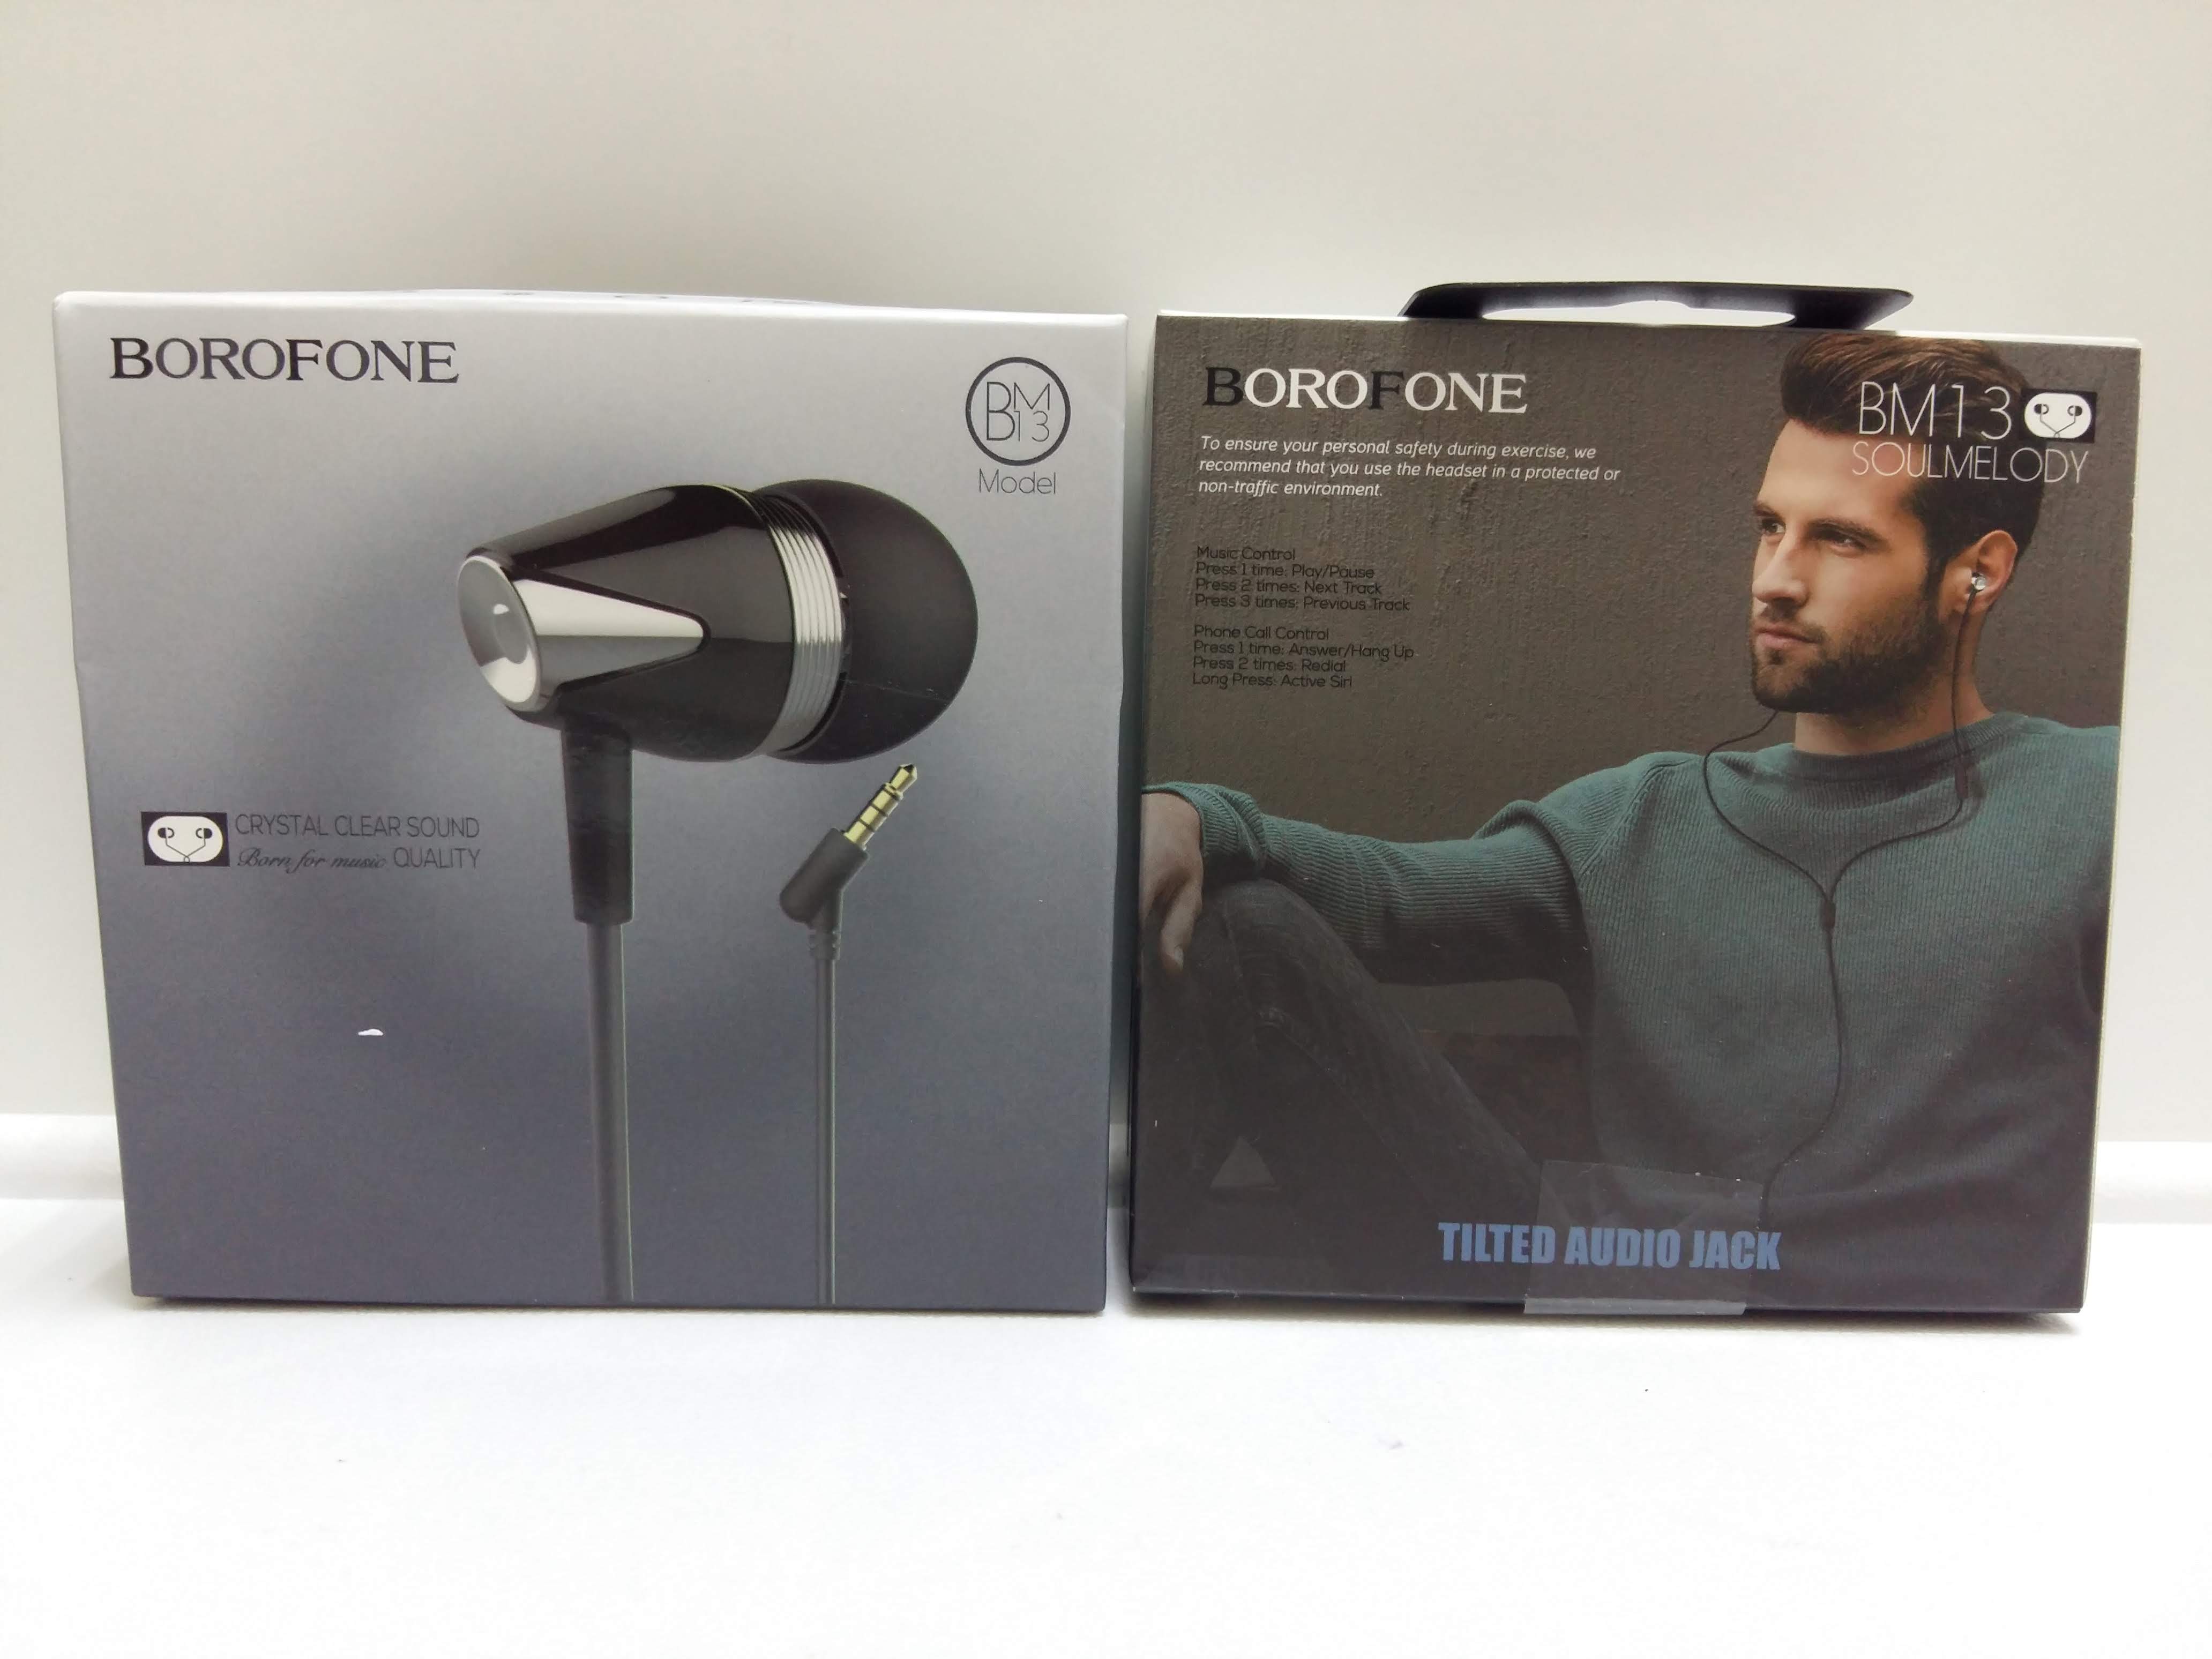 BOROFONE
BM
13
Model
CRYSTAL CLEAR SOUND
Born for music QUALITY
BOROFONE
BM13
SOULMELODY
To ensure your personal safety during exercise, we
recommend that you use the headset in a protected or
non-traffic environment.
Music Control
Press 1 time: Play/Pause
Press 2 times: Next Track
Press 3 times: Previous Track
Phone Call Control
Press 1 time: Answer/Hang Up
Press 2 times: Redial
Long Press: Active Siri
TILTED AUDIO JACK